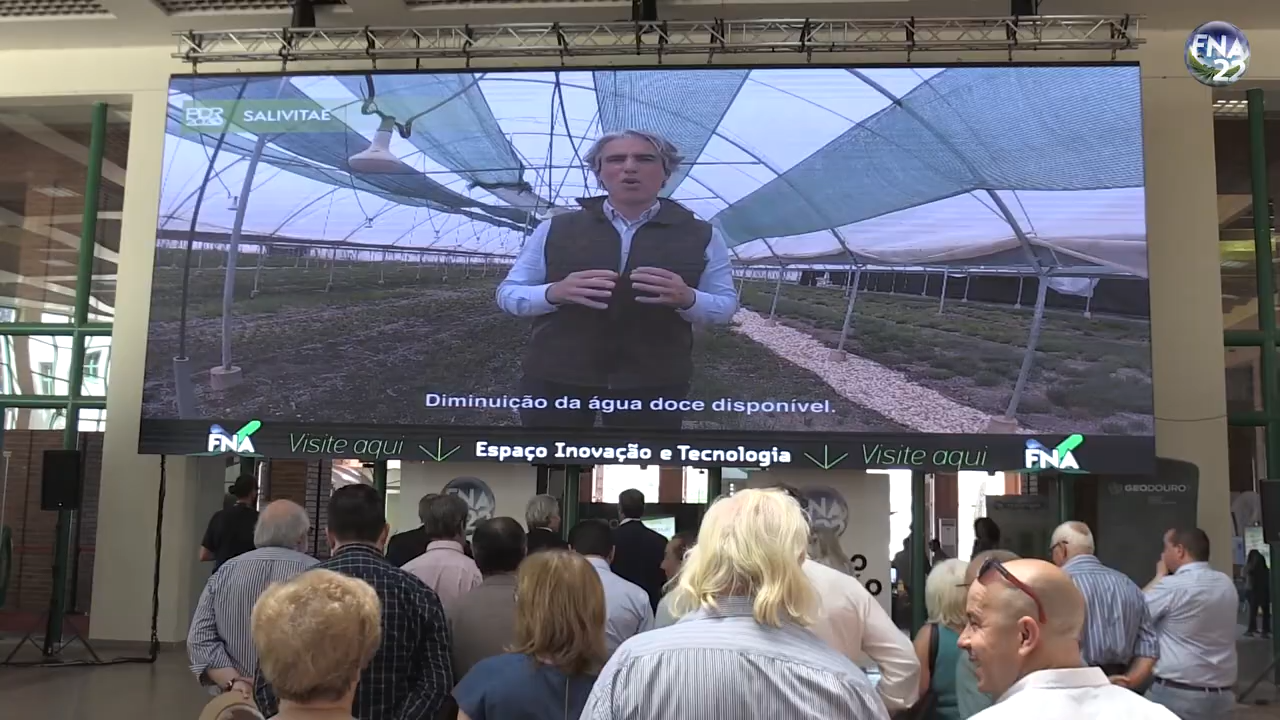 FNA
22
PDR
2020
SALIVITAE
Diminuição da água doce disponível.
FNA
Visite aqui
Espaço Inovação e Tecnologia
Visite aqui
FNA
FNA
GEODOURO